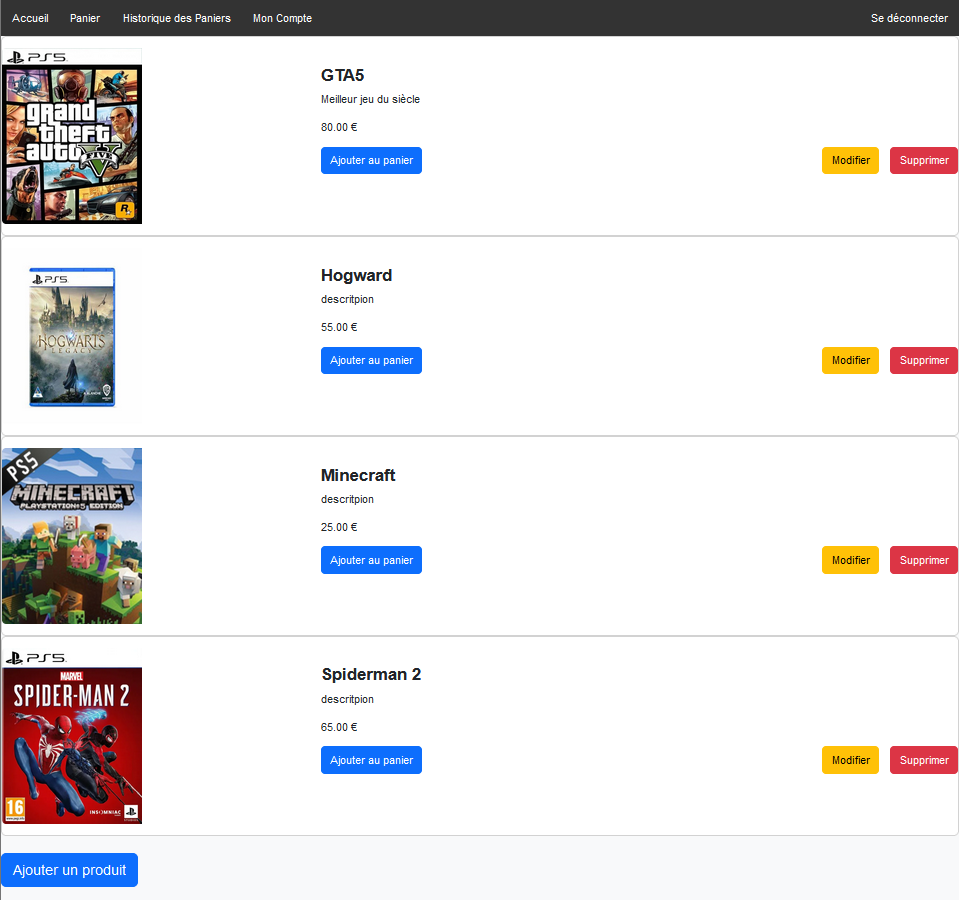 Accueil Panier Historique des Paniers Mon Compte Se déconnecter
PS5
grand
theft
auto
FIVE
R
GTA5
Meilleur jeu du siècle
80.00 €
Ajouter au panier Modifier Supprimer
PS5
HOGWARTS
LEGACY
Hogward
descritpion
55.00 €
Ajouter au panier Modifier Supprimer
PS5
MINECRAFT
PLAYSTATION®5 EDITION
Minecraft
descritpion
25.00 €
Ajouter au panier Modifier Supprimer
PS5
MARVEL
SPIDER-MAN 2
16
INSOMNIAC
Spiderman 2
descritpion
65.00 €
Ajouter au panier Modifier Supprimer
Ajouter un produit